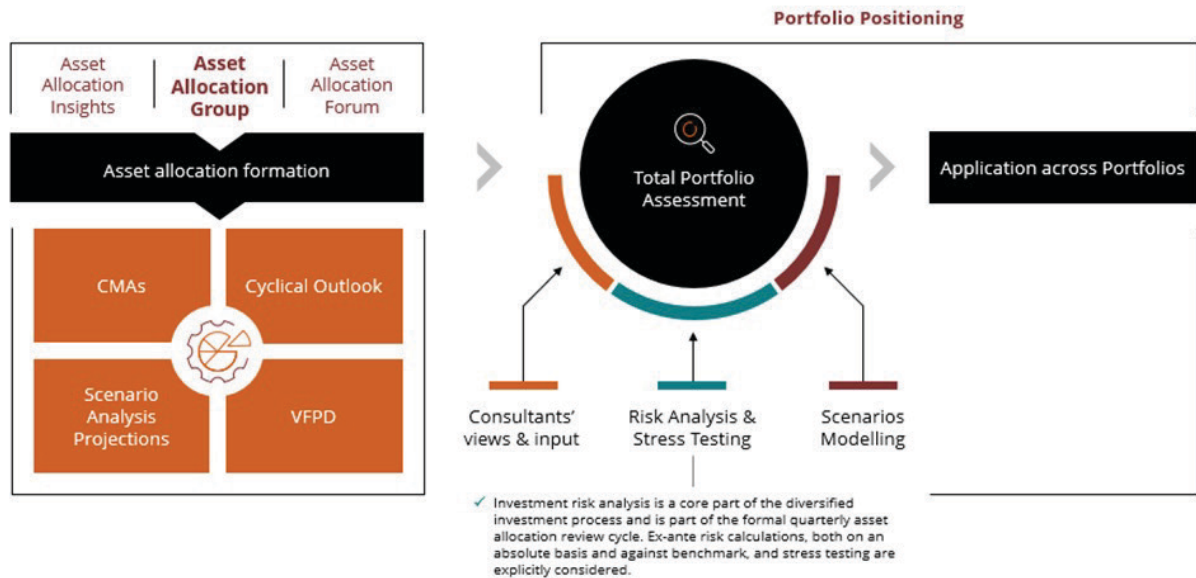 Portfolio Positioning
Asset
Allocation
Insights
Asset
Allocation
Group
Asset
Allocation
Forum
Asset allocation formation
CMAs
Cyclical Outlook
Scenario
Analysis
Projections
VFPD
Total Portfolio
Assessment
Application across Portfolios
Consultants’
views & input
Risk Analysis &
Stress Testing
Scenarios
Modelling
✓ Investment risk analysis is a core part of the diversified
investment process and is part of the formal quarterly asset
allocation review cycle. Ex-ante risk calculations, both on an
absolute basis and against benchmark, and stress testing are
explicitly considered.